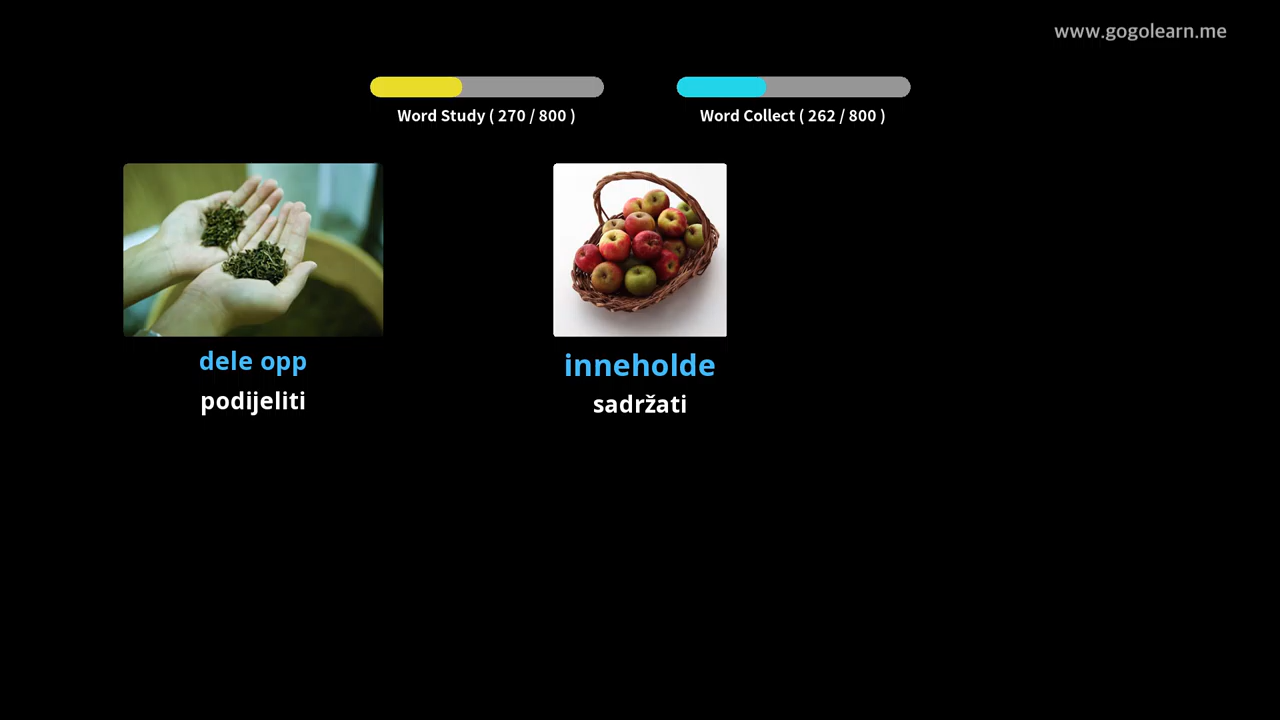 www.gogolearn.me
Word Study ( 270 / 800 )
Word Collect ( 262 / 800 )
dele opp
podijeliti
inneholde
sadržati